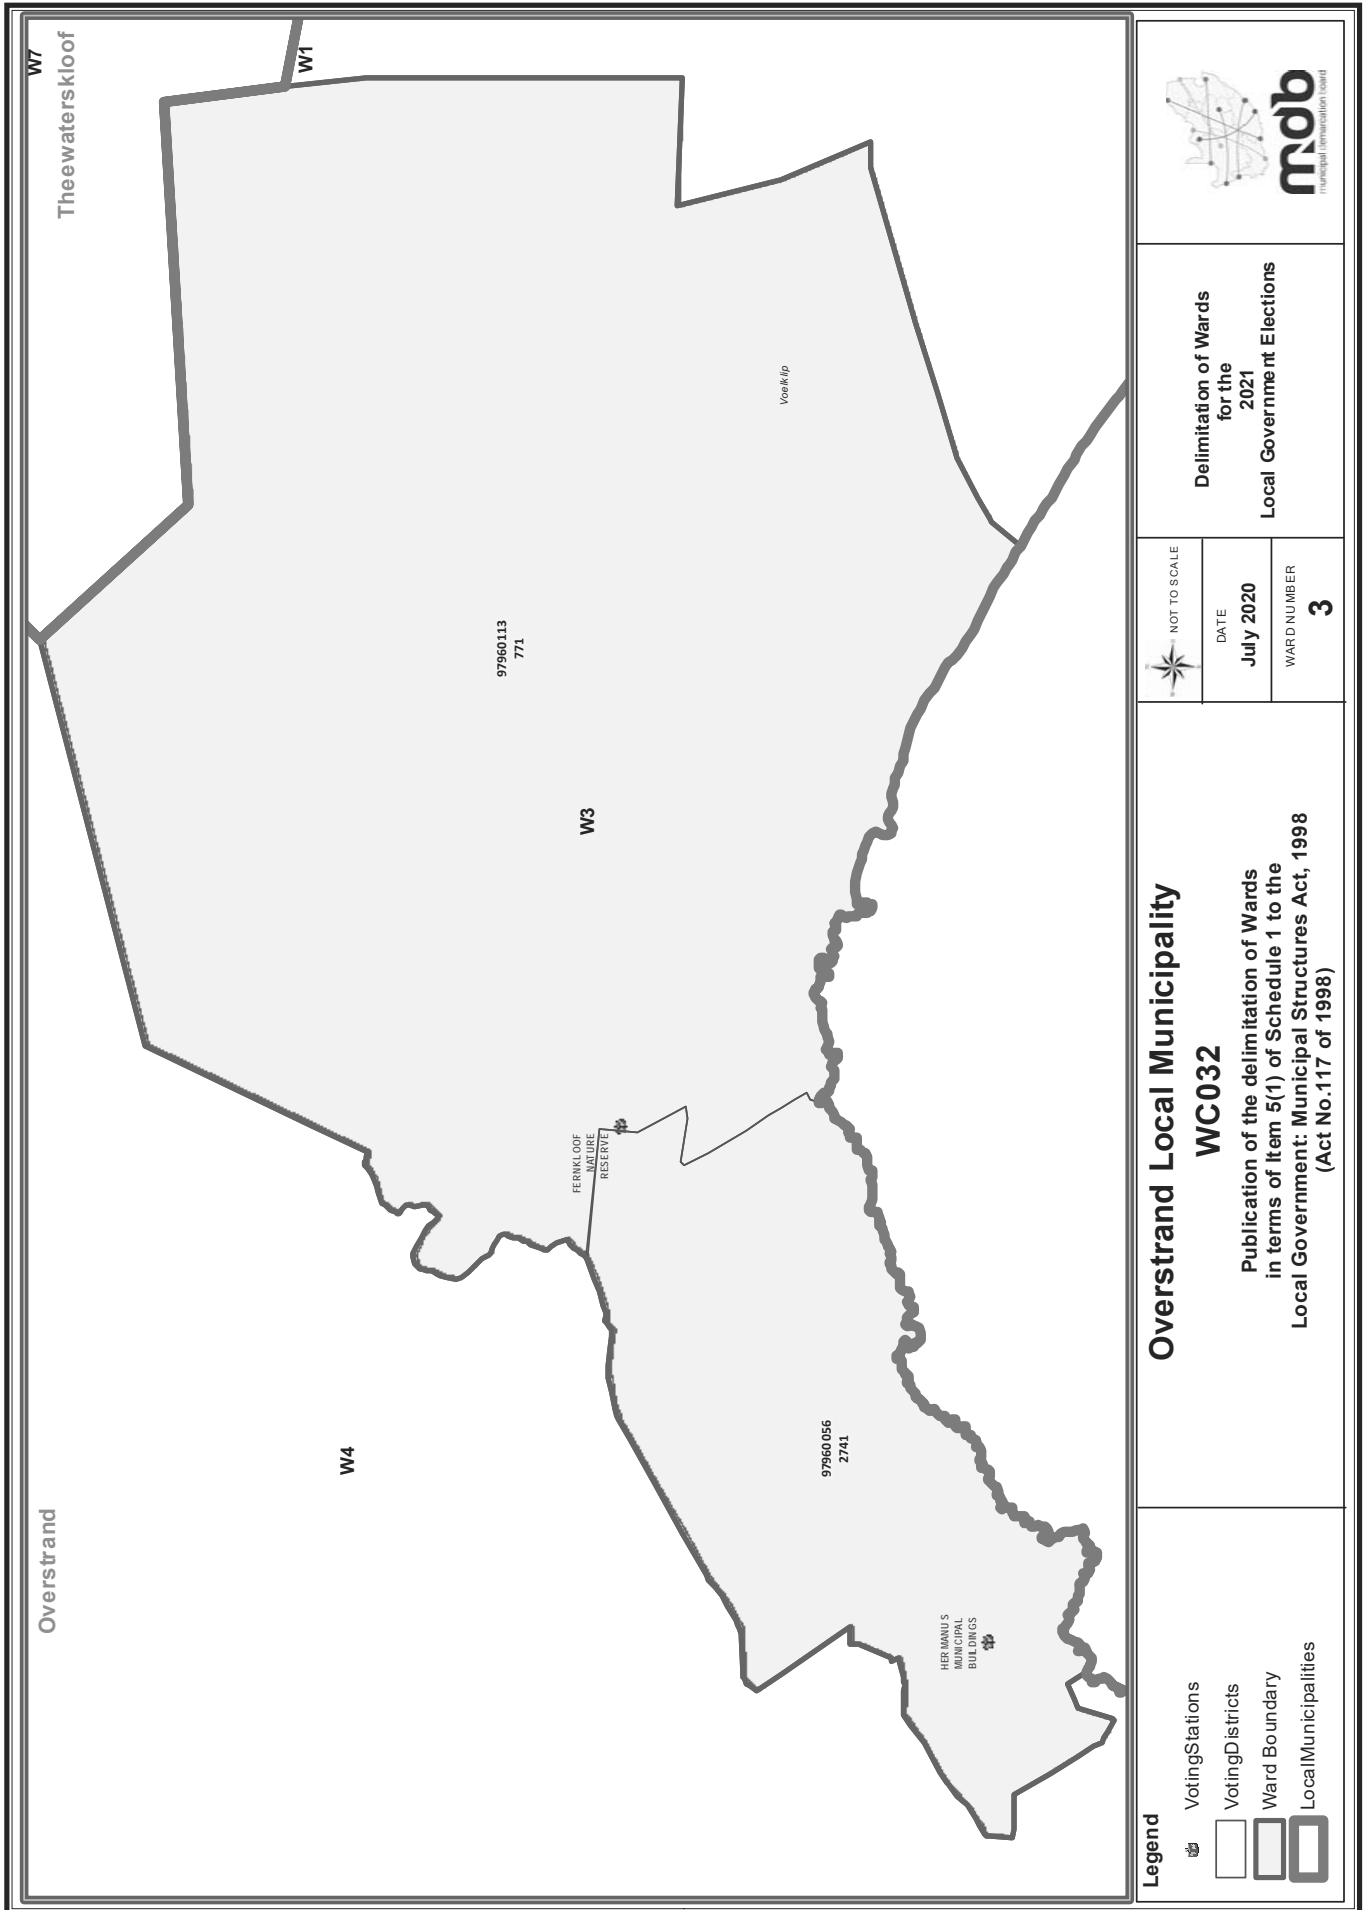 Overstrand
Theewaterskloof
W7
W1
W4
W3
97960113
771
Voelklip
FERNKLOOF
NATURE
RESERVE
97960056
2741
HERMANUS
MUNICIPAL
BUILDINGS
Legend
VotingStations
VotingDistricts
Ward Boundary
LocalMunicipalities
Overstrand Local Municipality
WC032
Publication of the delimitation of Wards
in terms of Item 5(1) of Schedule 1 to the
Local Government: Municipal Structures Act, 1998
(Act No.117 of 1998)
NOT TO SCALE
DATE
July 2020
WARD NUMBER
3
Delimitation of Wards
for the
2021
Local Government Elections
mdb
municipal demarcation board